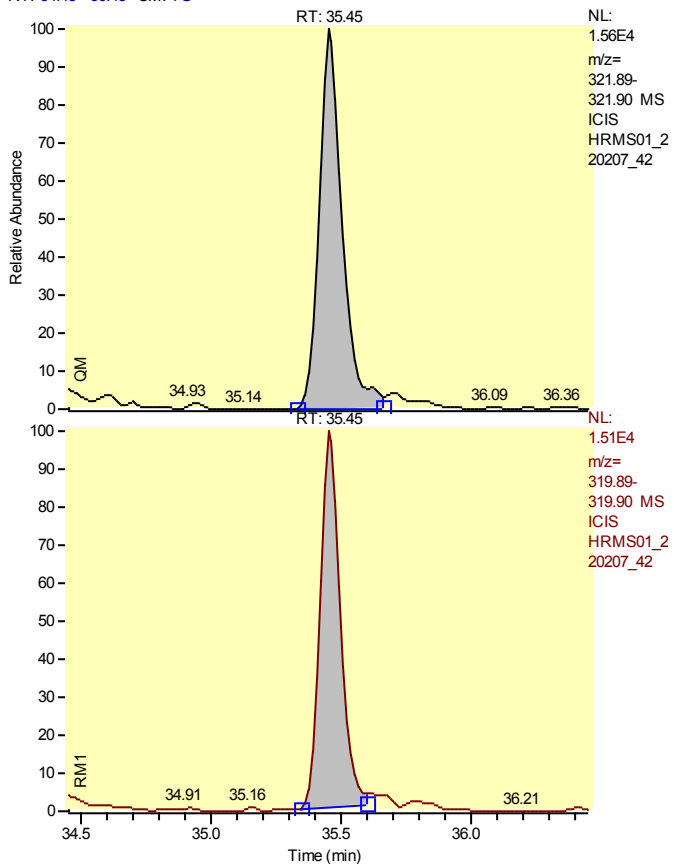 RT: 35.45
NL:
1.56E4
m/z=
321.89-
321.90 MS
ICIS
HRMS01_2
20207_42
100
90
80
70
60
50
40
30
20
10
0
Relative Abundance
QM
34.93
35.14
36.09
36.36
RT: 35.45
NL:
1.51E4
m/z=
319.89-
319.90 MS
ICIS
HRMS01_2
20207_42
100
90
80
70
60
50
40
30
20
10
0
RM1
34.91
35.16
36.21
34.5
35.0
35.5
36.0
Time (min)